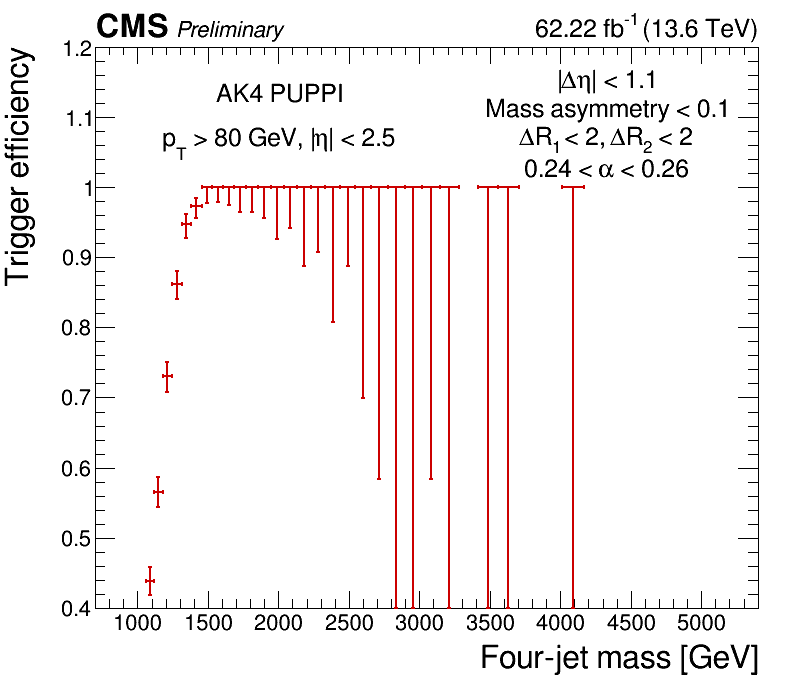 CMS Preliminary
62.22 fb⁻¹ (13.6 TeV)
AK4 PUPPI
p_T > 80 GeV, |η| < 2.5
|Δη| < 1.1
Mass asymmetry < 0.1
ΔR₁ < 2, ΔR₂ < 2
0.24 < α < 0.26
Trigger efficiency
1.2
1.1
1
0.9
0.8
0.7
0.6
0.5
0.4
1000 1500 2000 2500 3000 3500 4000 4500 5000
Four-jet mass [GeV]